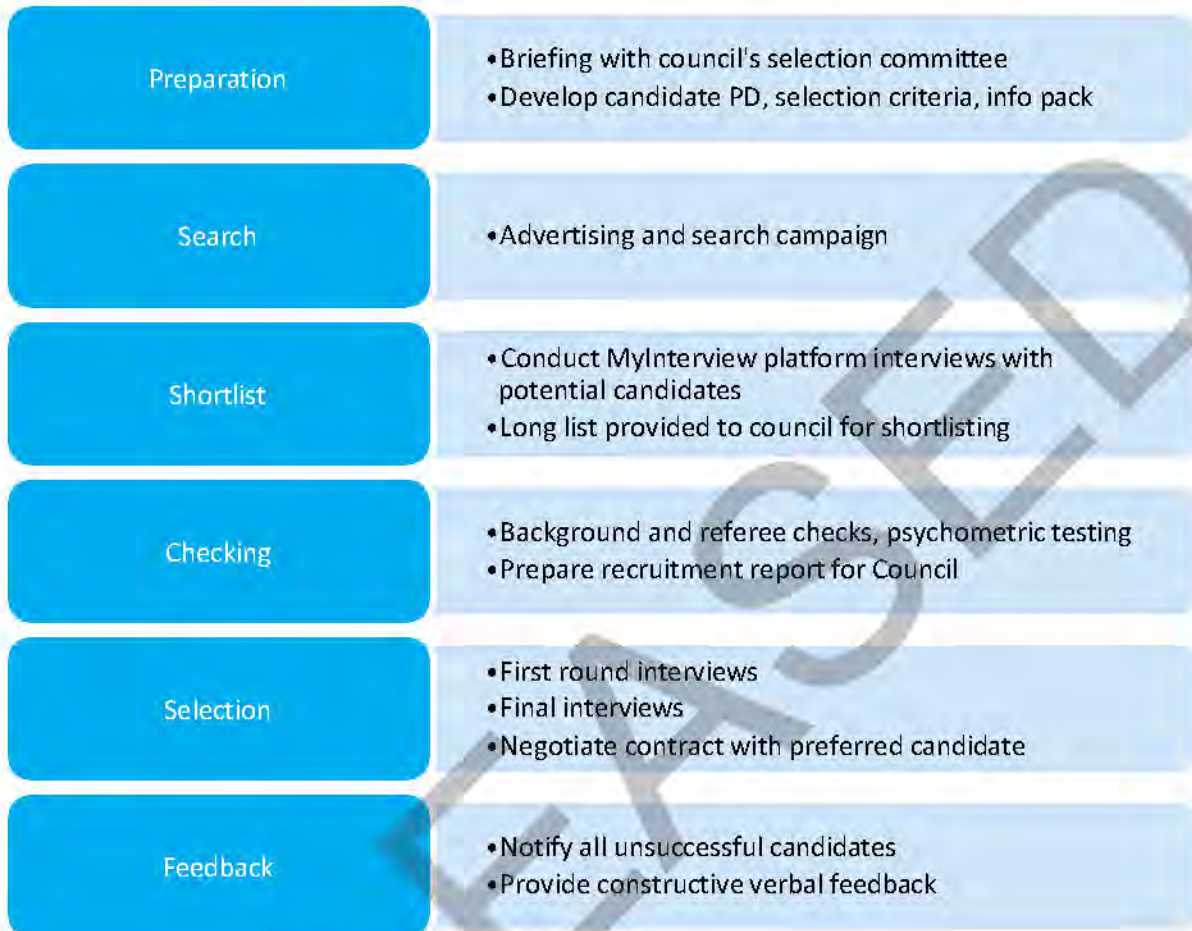 Preparation
•Briefing with council's selection committee
•Develop candidate PD, selection criteria, info pack
Search
•Advertising and search campaign
Shortlist
•Conduct MyInterview platform interviews with
potential candidates
•Long list provided to council for shortlisting
Checking
•Background and referee checks, psychometric testing
•Prepare recruitment report for Council
Selection
•First round interviews
•Final interviews
•Negotiate contract with preferred candidate
Feedback
•Notify all unsuccessful candidates
•Provide constructive verbal feedback
EASED